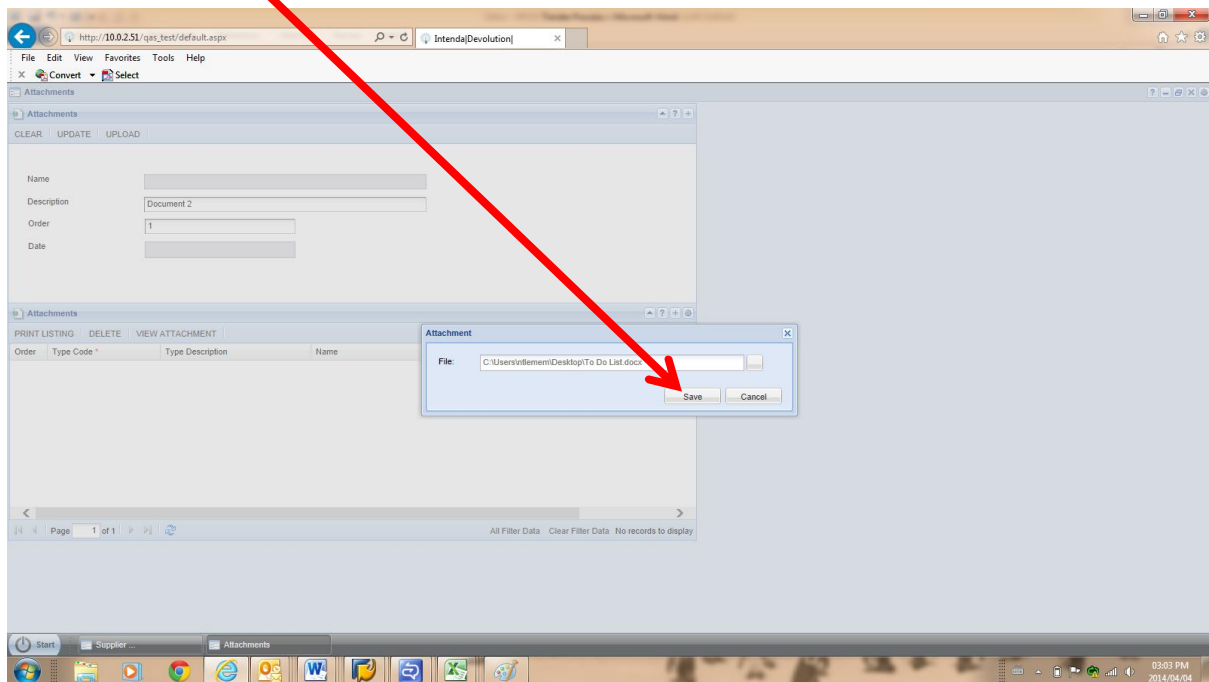 http://10.0.2.51/qas_test/default.aspx
Intenda|Devolution|
File Edit View Favorites Tools Help
x Convert Select
Attachments
Attachments
CLEAR UPDATE UPLOAD
Name
Description Document 2
Order 1
Date
Attachments
PRINT LISTING DELETE VIEW ATTACHMENT
Order Type Code * Type Description Name
Attachment
File: C:\Users\ntlemem\Desktop\To Do List.docx
Save Cancel
Page 1 of 1 All Filter Data Clear Filter Data No records to display
Start Supplier ... Attachments
03:03 PM
2014/04/04